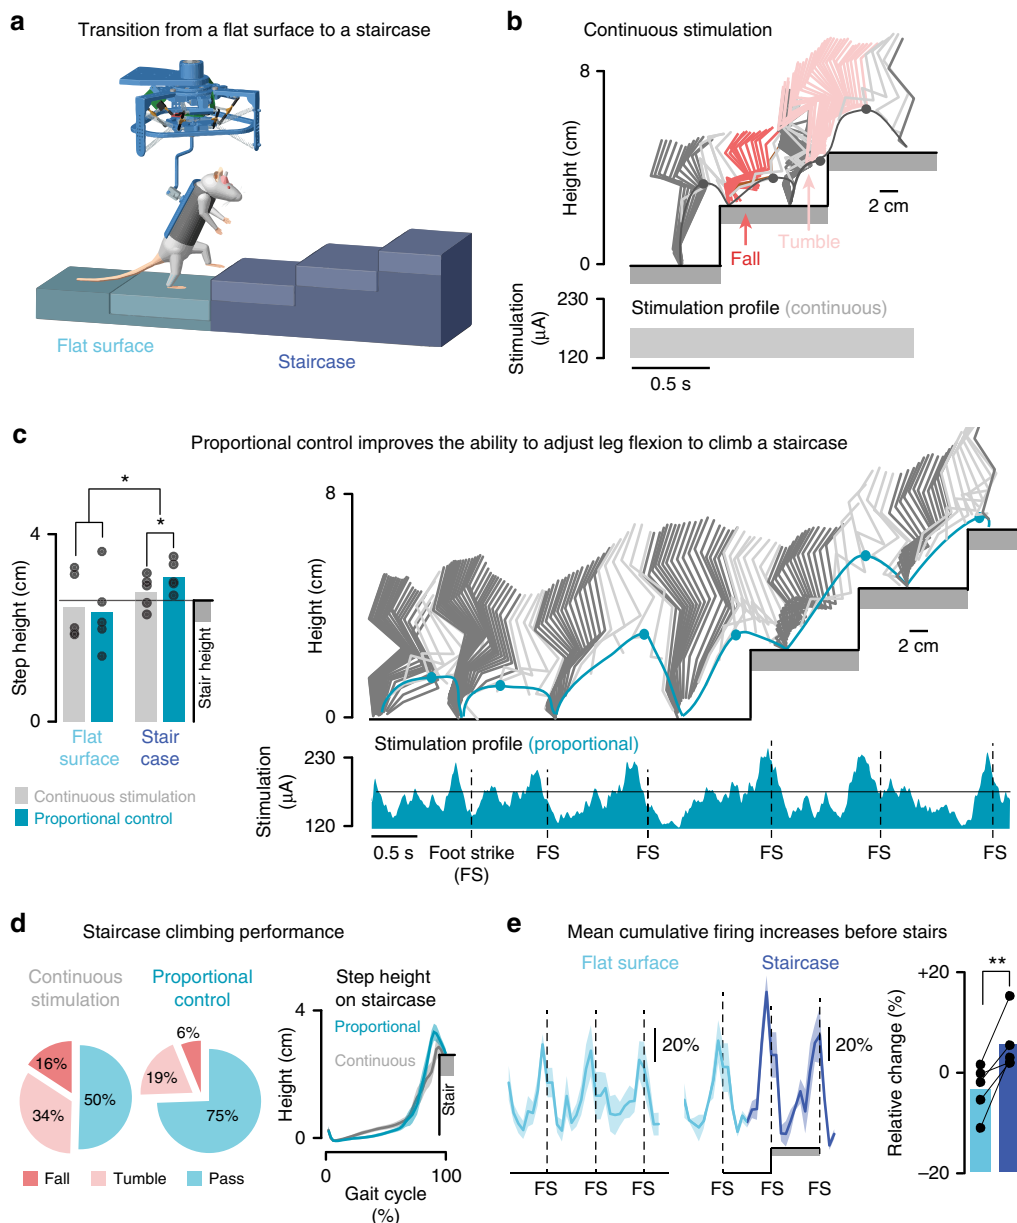 a
Transition from a flat surface to a staircase
Flat surface
Staircase
b
Continuous stimulation
8
Height (cm)
0
2 cm
Tumble
Fall
Stimulation
(μA)
230
120
Stimulation profile (continuous)
0.5 s
c
Proportional control improves the ability to adjust leg flexion to climb a staircase
Step height (cm)
4
0
*
*
Stair height
Flat
surface
Stair
case
Continuous stimulation
Proportional control
8
Height (cm)
0
2 cm
Stimulation profile (proportional)
Stimulation
(μA)
230
120
0.5 s
Foot strike
(FS)
FS
FS
FS
FS
FS
d
Staircase climbing performance
Continuous
stimulation
Proportional
control
16%
34%
50%
6%
19%
75%
Fall
Tumble
Pass
Step height
on staircase
4
Height (cm)
0
Proportional
Continuous
Stair
0
100
Gait cycle
(%)
e
Mean cumulative firing increases before stairs
Flat surface
Staircase
20%
20%
FS
FS
FS
FS
FS
FS
Relative change (%)
+20
0
−20
**